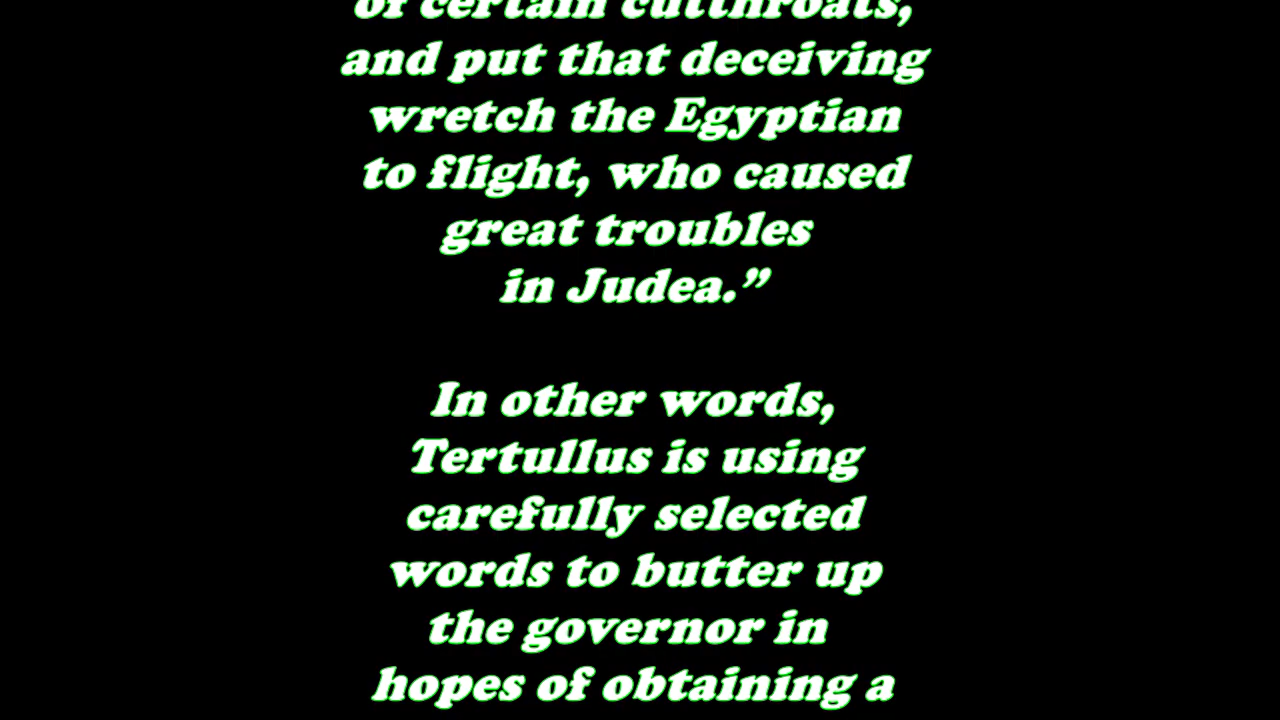 of certain cutthroats,
and put that deceiving
wretch the Egyptian
to flight, who caused
great troubles
in Judea.”
In other words,
Tertullus is using
carefully selected
words to butter up
the governor in
hopes of obtaining a